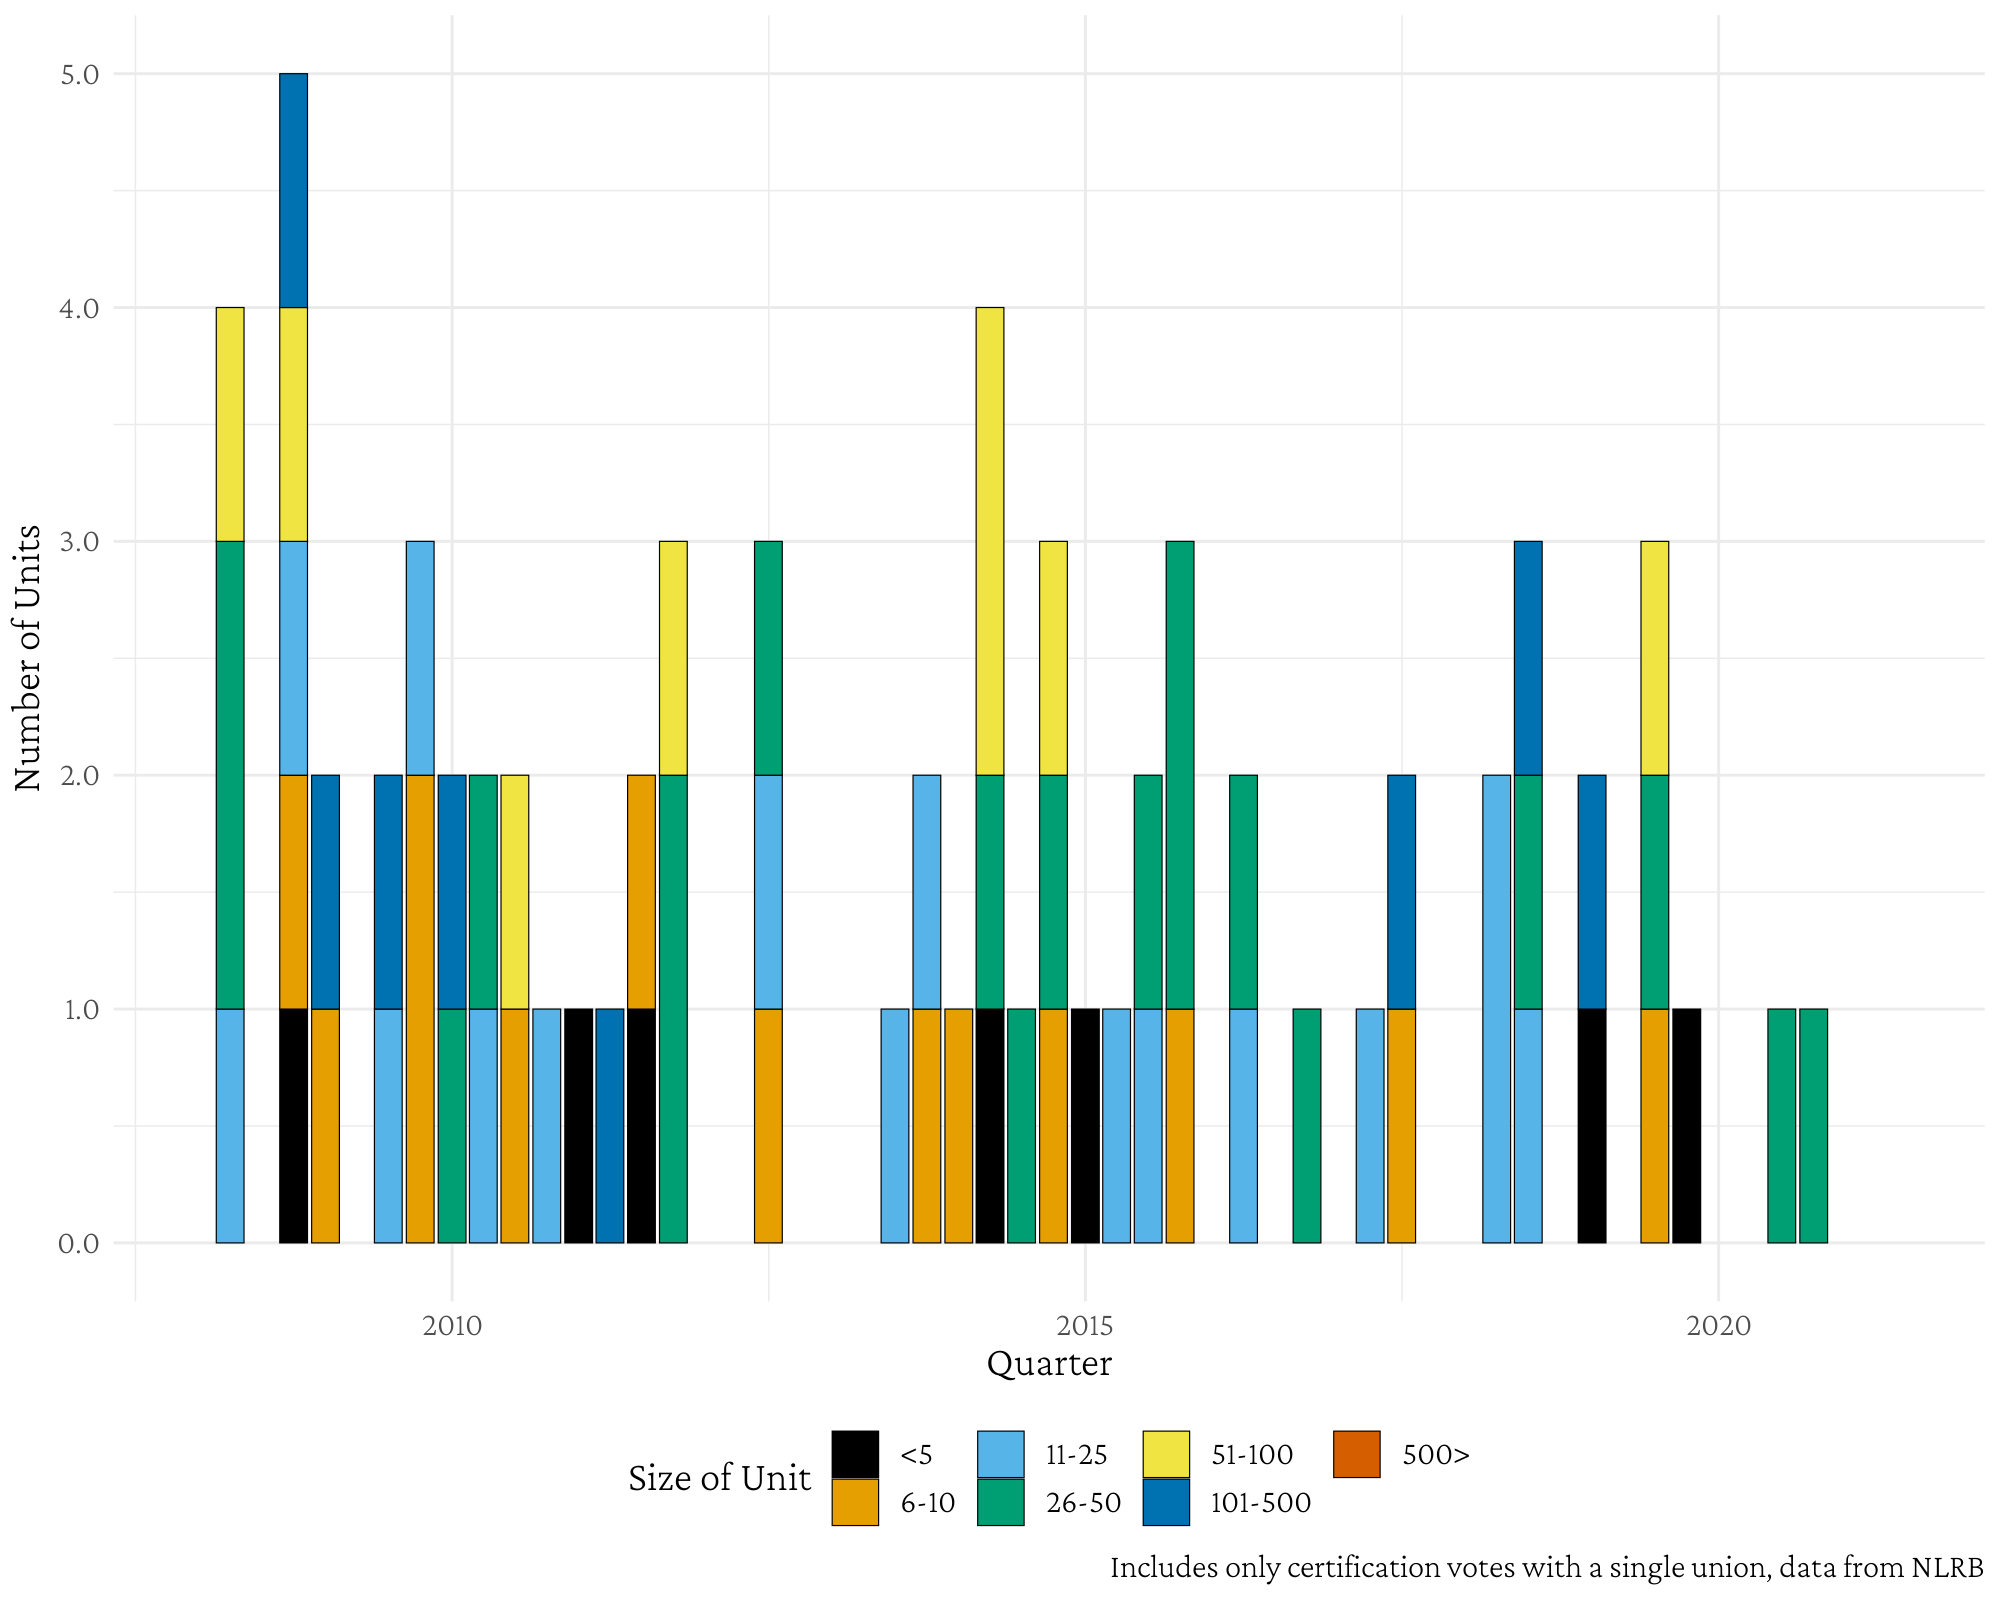 5.0
4.0
3.0
2.0
1.0
0.0
Number of Units
2010 2015 2020
Quarter
Size of Unit
<5 11-25 51-100 500>
6-10 26-50 101-500
Includes only certification votes with a single union, data from NLRB